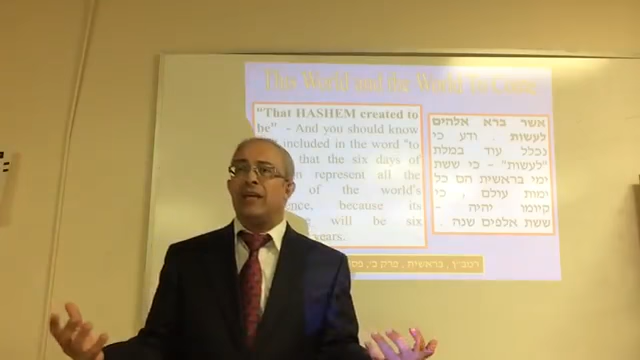 This World and the World to Come
"That HASHEM created to
be" - And you should know
included in the word "to
that the six days of
represent all the
of the world's
because its
will be six
years.
אשר ברא אלהים
לעשות . ודע כי
נכלל עוד במלת
"לעשות" - כי ששת
ימי בראשית הם כל
ימות עולם , כי
קיומו יהיה -
ששת אלפים שנה .
רמב"ן , בראשית , פרק ב' ,